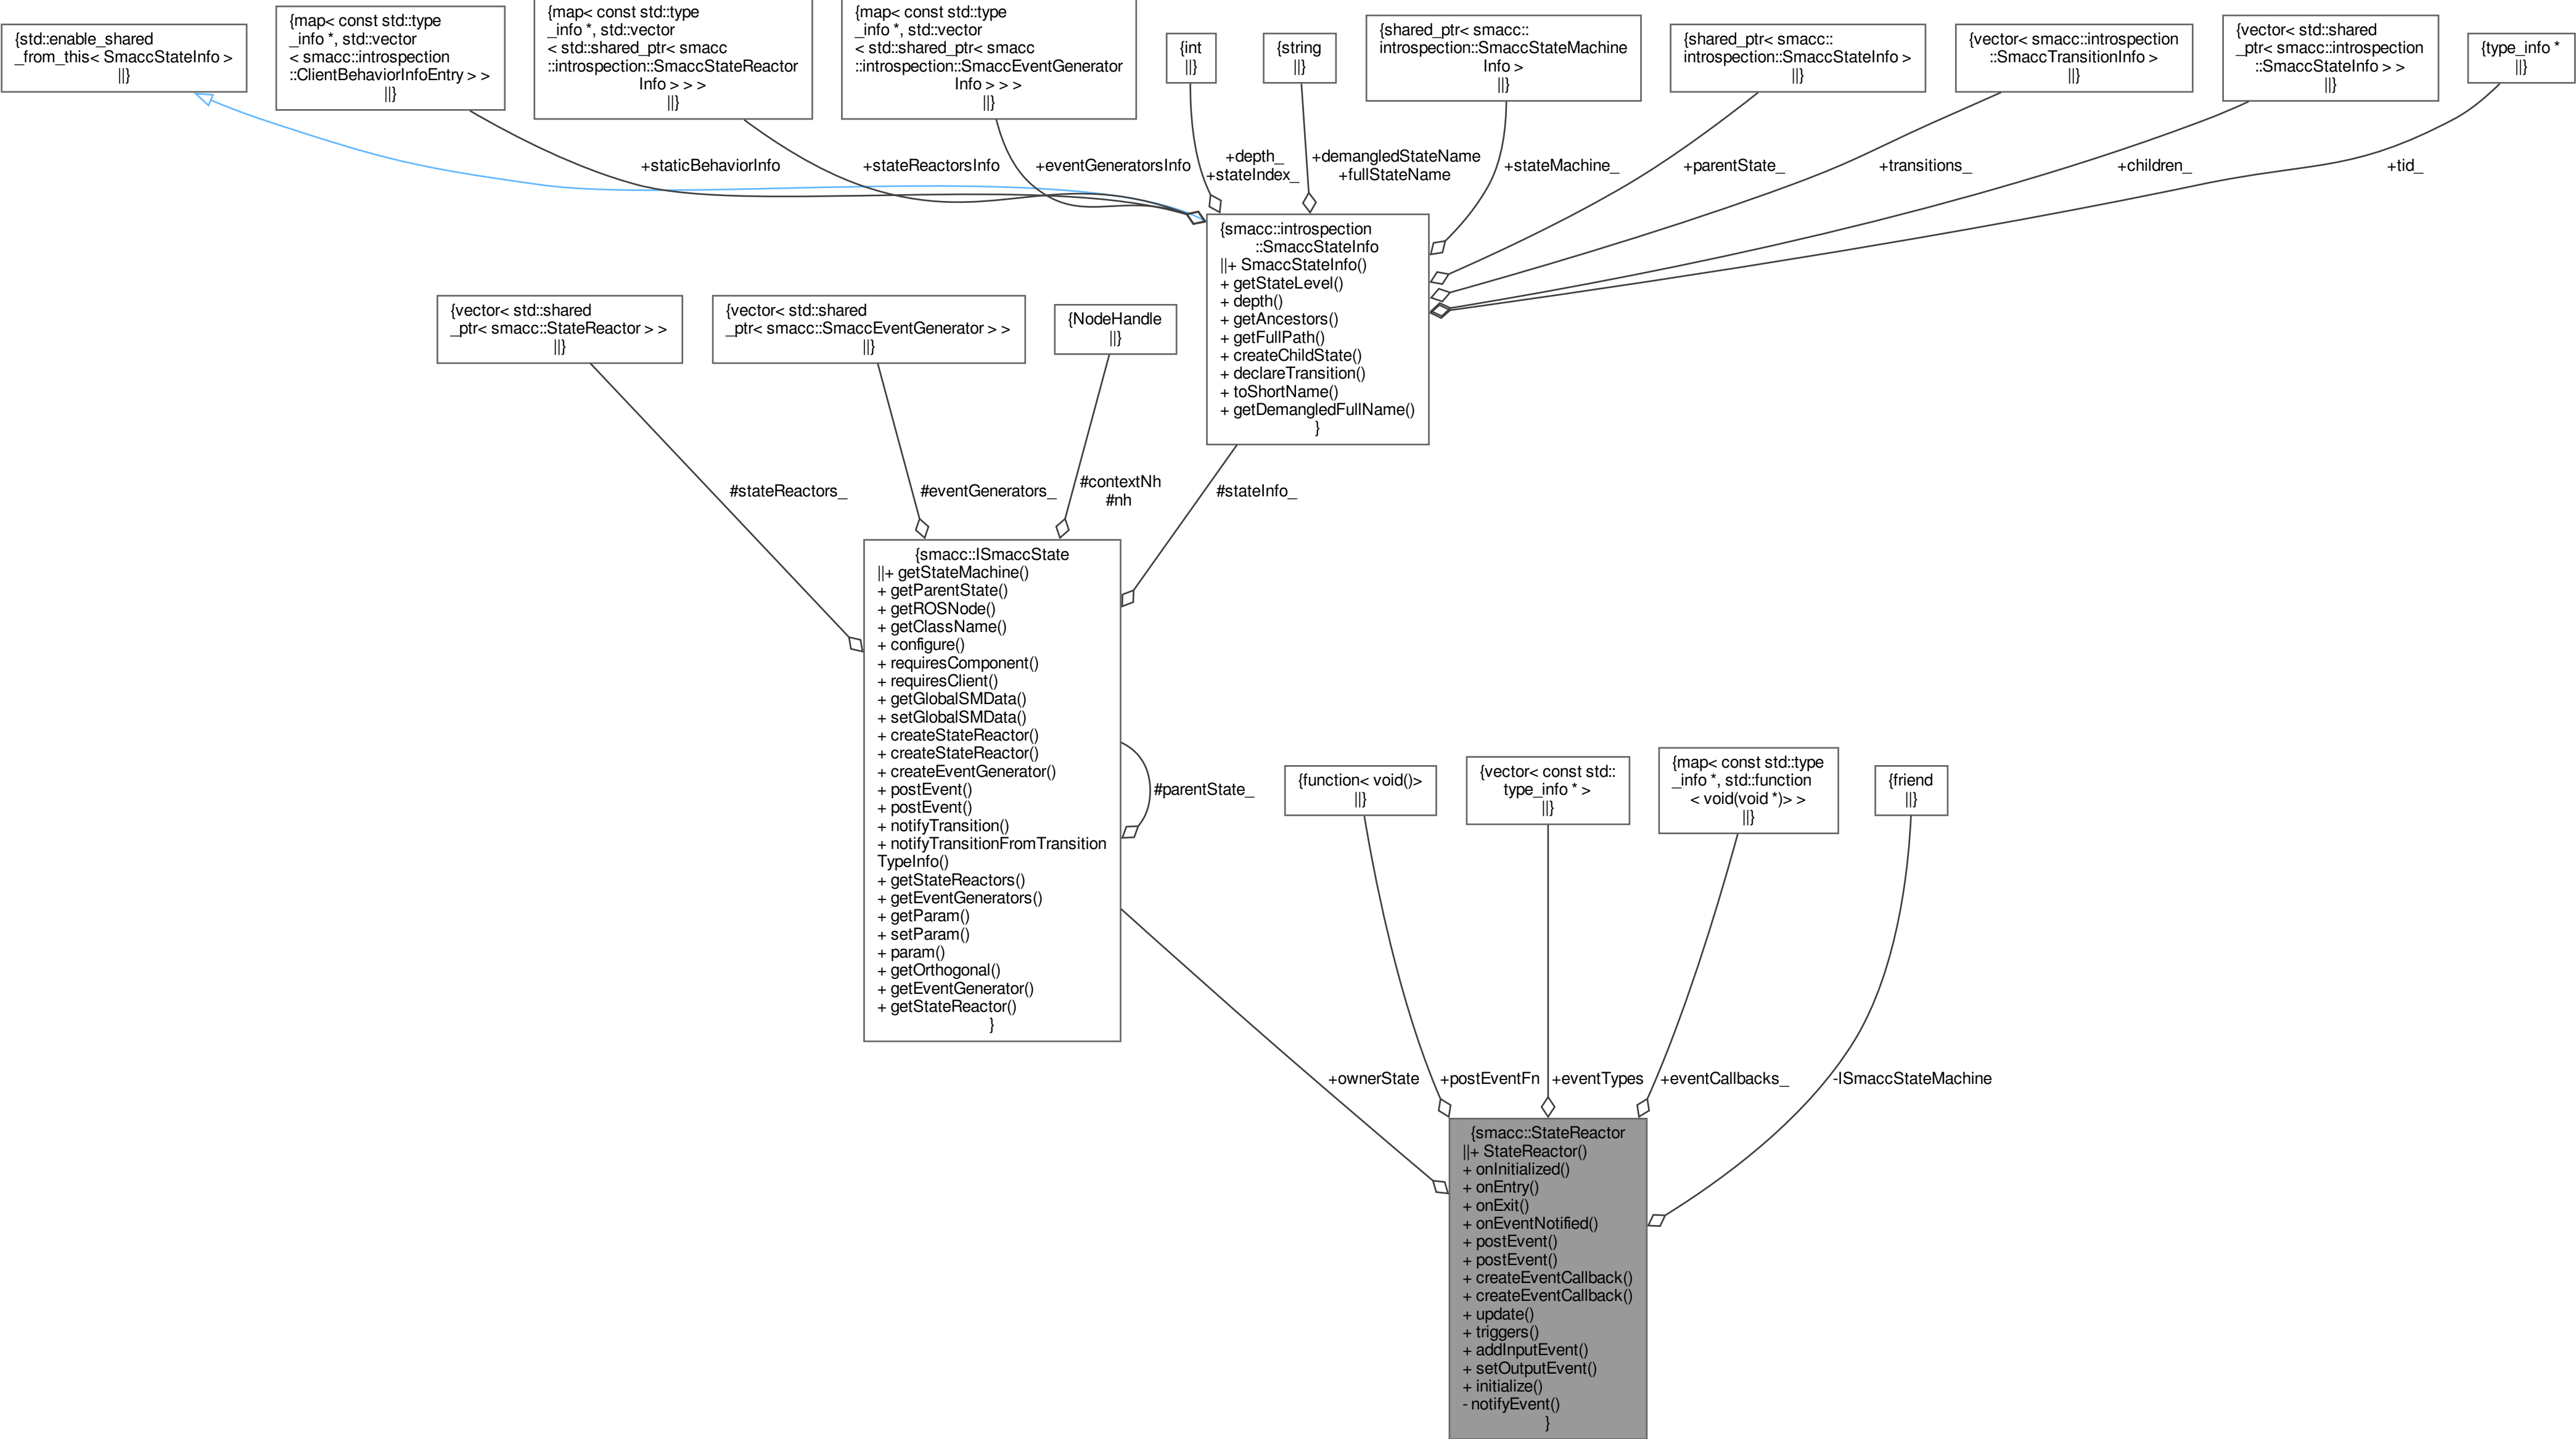 {std::enable_shared
_from_this< SmaccStateInfo >
||}
{map< const std::type
_info *, std::vector
< smacc::introspection
::ClientBehaviorInfoEntry > >
||}
{map< const std::type
_info *, std::vector
< std::shared_ptr< smacc
::introspection::SmaccStateReactor
Info > > >
||}
{map< const std::type
_info *, std::vector
< std::shared_ptr< smacc
::introspection::SmaccEventGenerator
Info > > >
||}
{int
||}
{string
||}
{shared_ptr< smacc::
introspection::SmaccStateMachine
Info >
||}
{shared_ptr< smacc::
introspection::SmaccStateInfo >
||}
{vector< smacc::introspection
::SmaccTransitionInfo >
||}
{vector< std::shared
_ptr< smacc::introspection
::SmaccStateInfo > >
||}
{type_info *
||}
+staticBehaviorInfo
+stateReactorsInfo
+eventGeneratorsInfo
+depth_
+stateIndex_
+demangledStateName
+fullStateName
+stateMachine_
+parentState_
+transitions_
+children_
+tid_
{smacc::introspection
::SmaccStateInfo
||+ SmaccStateInfo()
+ getStateLevel()
+ depth()
+ getAncestors()
+ getFullPath()
+ createChildState()
+ declareTransition()
+ toShortName()
+ getDemangledFullName()
}
{vector< std::shared
_ptr< smacc::StateReactor > >
||}
{vector< std::shared
_ptr< smacc::SmaccEventGenerator > >
||}
{NodeHandle
||}
#stateReactors_
#eventGenerators_
#contextNh
#nh
#stateInfo_
{smacc::ISmaccState
||+ getStateMachine()
+ getParentState()
+ getROSNode()
+ getClassName()
+ configure()
+ requiresComponent()
+ requiresClient()
+ getGlobalSMData()
+ setGlobalSMData()
+ createStateReactor()
+ createStateReactor()
+ createEventGenerator()
+ postEvent()
+ postEvent()
+ notifyTransition()
+ notifyTransitionFromTransition
TypeInfo()
+ getStateReactors()
+ getEventGenerators()
+ getParam()
+ setParam()
+ param()
+ getOrthogonal()
+ getEventGenerator()
+ getStateReactor()
}
#parentState_
{function< void()>
||}
{vector< const std::
type_info * >
||}
{map< const std::type
_info *, std::function
< void(void *)> >
||}
{friend
||}
+ownerState
+postEventFn
+eventTypes
+eventCallbacks_
-ISmaccStateMachine
{smacc::StateReactor
||+ StateReactor()
+ onInitialized()
+ onEntry()
+ onExit()
+ onEventNotified()
+ postEvent()
+ postEvent()
+ createEventCallback()
+ createEventCallback()
+ update()
+ triggers()
+ addInputEvent()
+ setOutputEvent()
+ initialize()
- notifyEvent()
}